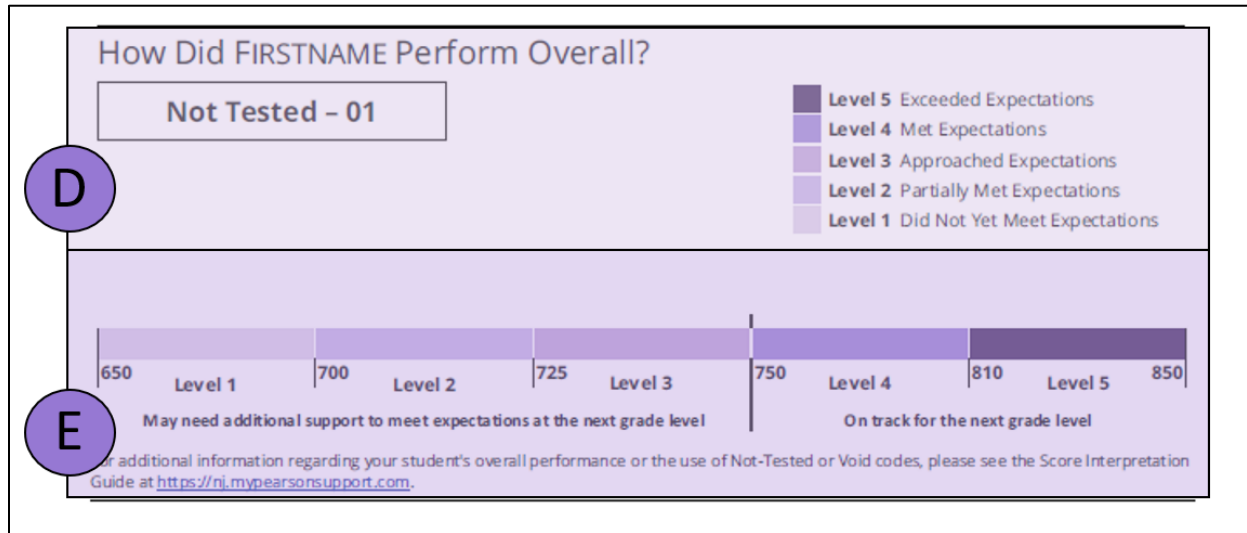 How Did FIRSTNAME Perform Overall?
Not Tested – 01
Level 5 Exceeded Expectations
Level 4 Met Expectations
Level 3 Approached Expectations
Level 2 Partially Met Expectations
Level 1 Did Not Yet Meet Expectations
D
650 Level 1 700 Level 2 725 Level 3 750 Level 4 810 Level 5 850
May need additional support to meet expectations at the next grade level On track for the next grade level
E
or additional information regarding your student's overall performance or the use of Not-Tested or Void codes, please see the Score Interpretation
Guide at https://nj.mypearsonsupport.com.